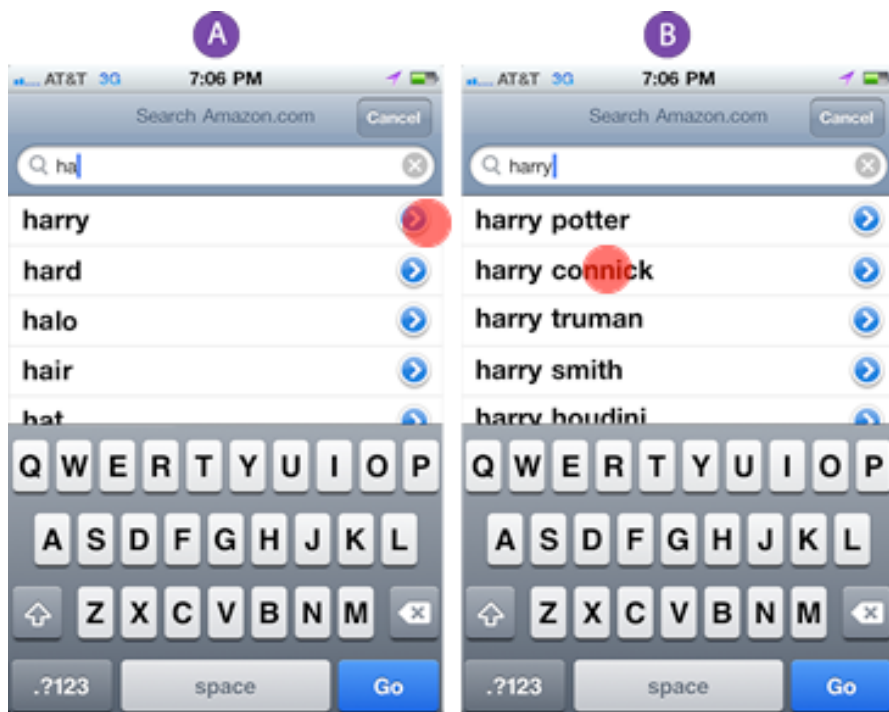 A
AT&T 3G 7:06 PM
Search Amazon.com Cancel
ha
harry
hard
halo
hair
hat
Q W E R T Y U I O P
A S D F G H J K L
Z X C V B N M
.?123 space Go
B
AT&T 3G 7:06 PM
Search Amazon.com Cancel
harry
harry potter
harry connick
harry truman
harry smith
harry houdini
Q W E R T Y U I O P
A S D F G H J K L
Z X C V B N M
.?123 space Go